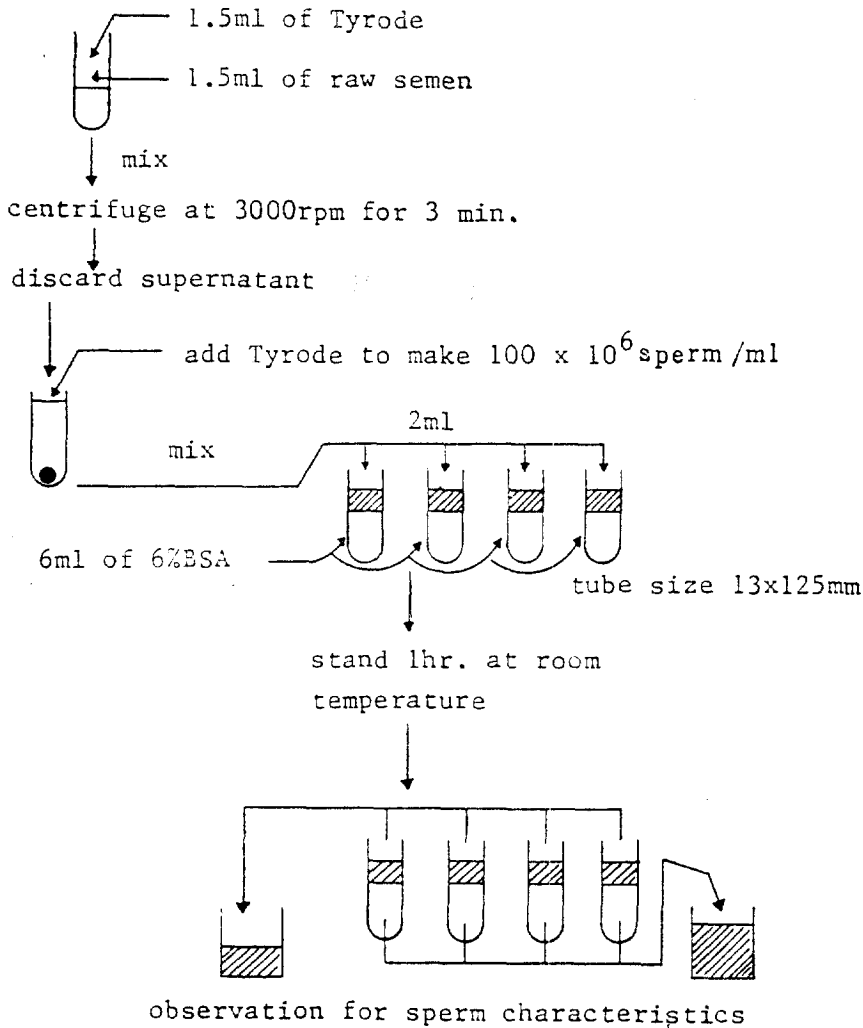 1.5ml of Tyrode
1.5ml of raw semen
mix
centrifuge at 3000rpm for 3 min.
discard supernatant
add Tyrode to make 100 x 10⁶ sperm/ml
2ml
mix
6ml of 6%BSA
tube size 13x125mm
stand 1hr. at room
temperature
observation for sperm characteristics